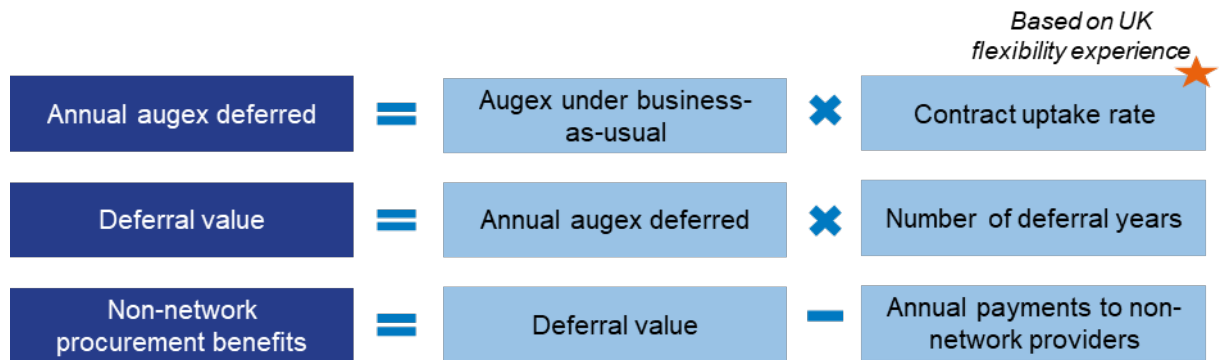 Based on UK
flexibility experience
Annual augex deferred = Augex under business-
as-usual × Contract uptake rate
Deferral value = Annual augex deferred × Number of deferral years
Non-network
procurement benefits = Deferral value − Annual payments to non-
network providers